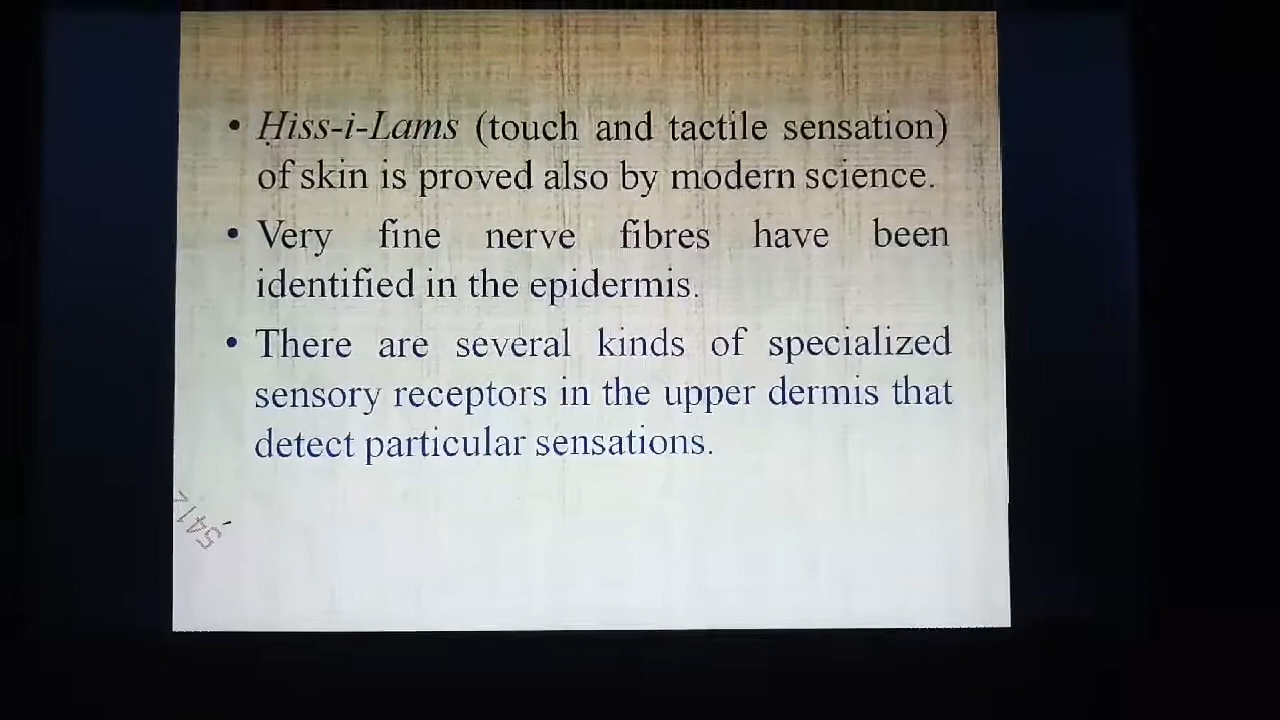 • Ḥiss-i-Lams (touch and tactile sensation)
of skin is proved also by modern science.
• Very fine nerve fibres have been
identified in the epidermis.
• There are several kinds of specialized
sensory receptors in the upper dermis that
detect particular sensations.